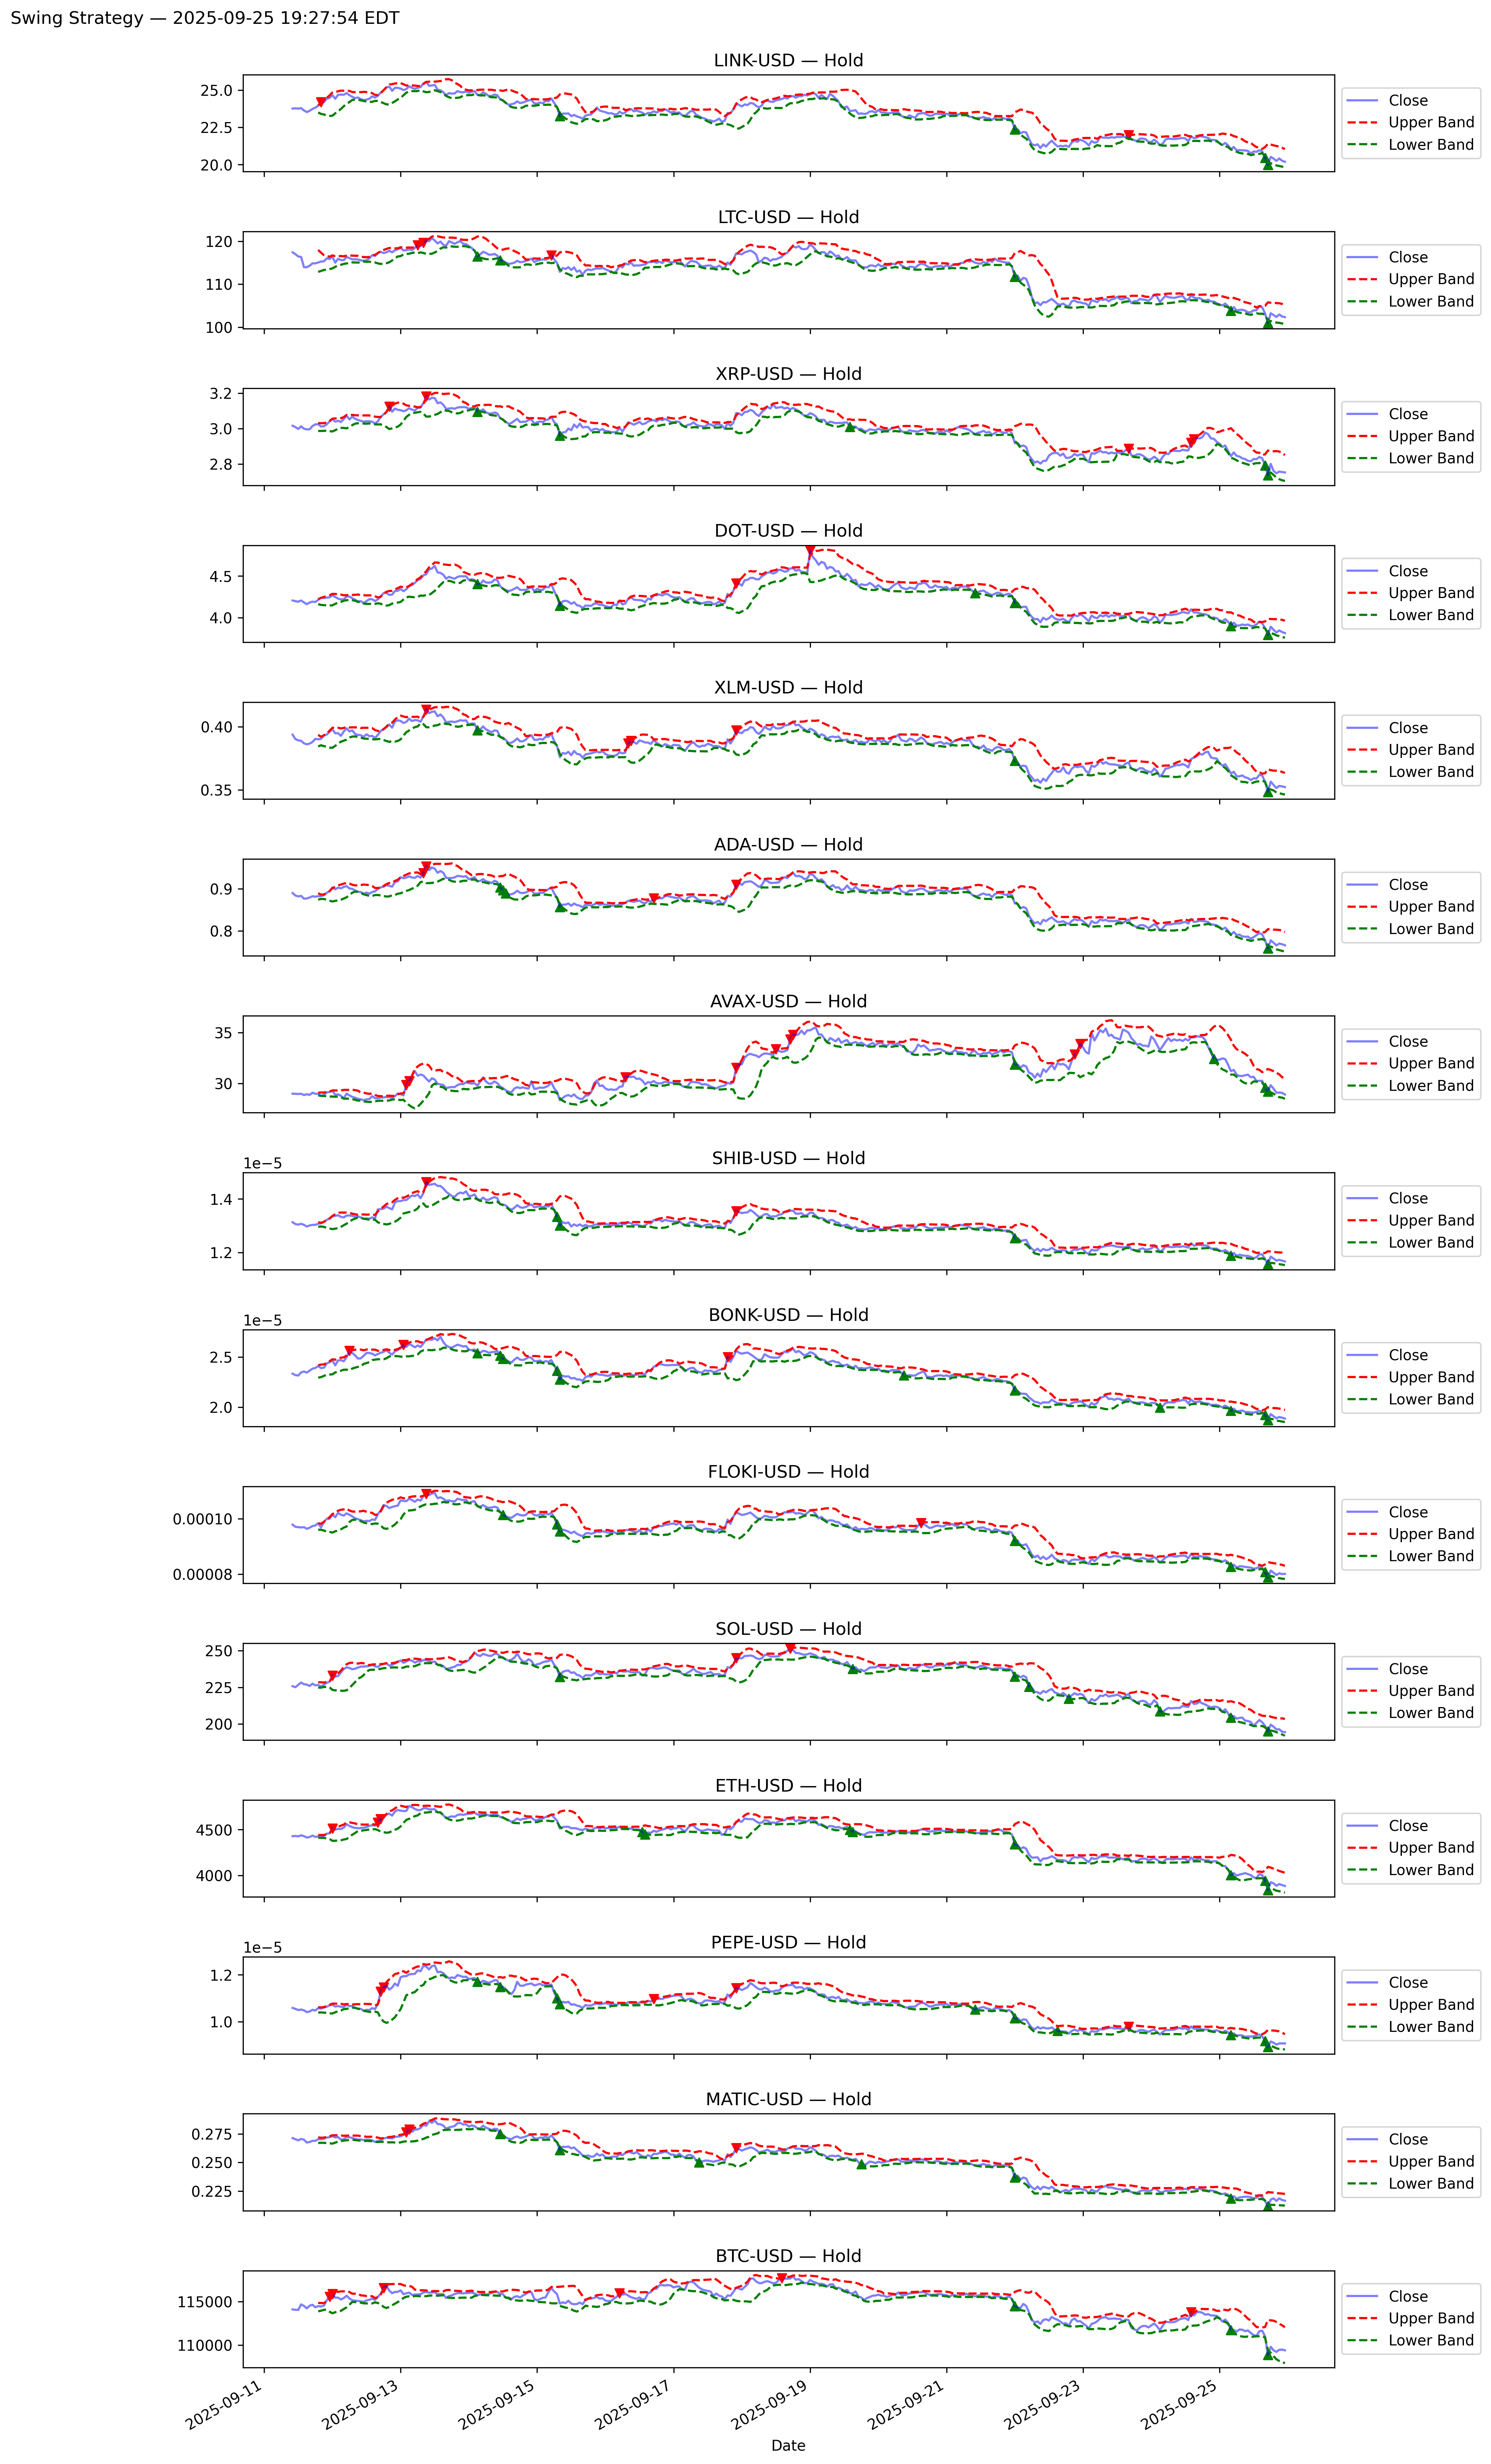 Swing Strategy — 2025-09-25 19:27:54 EDT
LINK-USD — Hold
25.0
22.5
20.0
Close
Upper Band
Lower Band
LTC-USD — Hold
120
110
100
Close
Upper Band
Lower Band
XRP-USD — Hold
3.2
3.0
2.8
Close
Upper Band
Lower Band
DOT-USD — Hold
4.5
4.0
Close
Upper Band
Lower Band
XLM-USD — Hold
0.40
0.35
Close
Upper Band
Lower Band
ADA-USD — Hold
0.9
0.8
Close
Upper Band
Lower Band
AVAX-USD — Hold
35
30
Close
Upper Band
Lower Band
SHIB-USD — Hold
1e−5
1.4
1.2
Close
Upper Band
Lower Band
BONK-USD — Hold
1e−5
2.5
2.0
Close
Upper Band
Lower Band
FLOKI-USD — Hold
0.00010
0.00008
Close
Upper Band
Lower Band
SOL-USD — Hold
250
225
200
Close
Upper Band
Lower Band
ETH-USD — Hold
4500
4000
Close
Upper Band
Lower Band
PEPE-USD — Hold
1e−5
1.2
1.0
Close
Upper Band
Lower Band
MATIC-USD — Hold
0.275
0.250
0.225
Close
Upper Band
Lower Band
BTC-USD — Hold
115000
110000
Close
Upper Band
Lower Band
2025-09-11
2025-09-13
2025-09-15
2025-09-17
2025-09-19
2025-09-21
2025-09-23
2025-09-25
Date